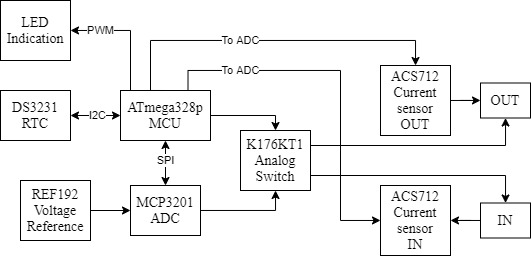 LED
Indication
PWM
To ADC
To ADC
DS3231
RTC
I2C
ATmega328p
MCU
ACS712
Current
sensor
OUT
OUT
K176KT1
Analog
Switch
SPI
REF192
Voltage
Reference
MCP3201
ADC
ACS712
Current
sensor
IN
IN